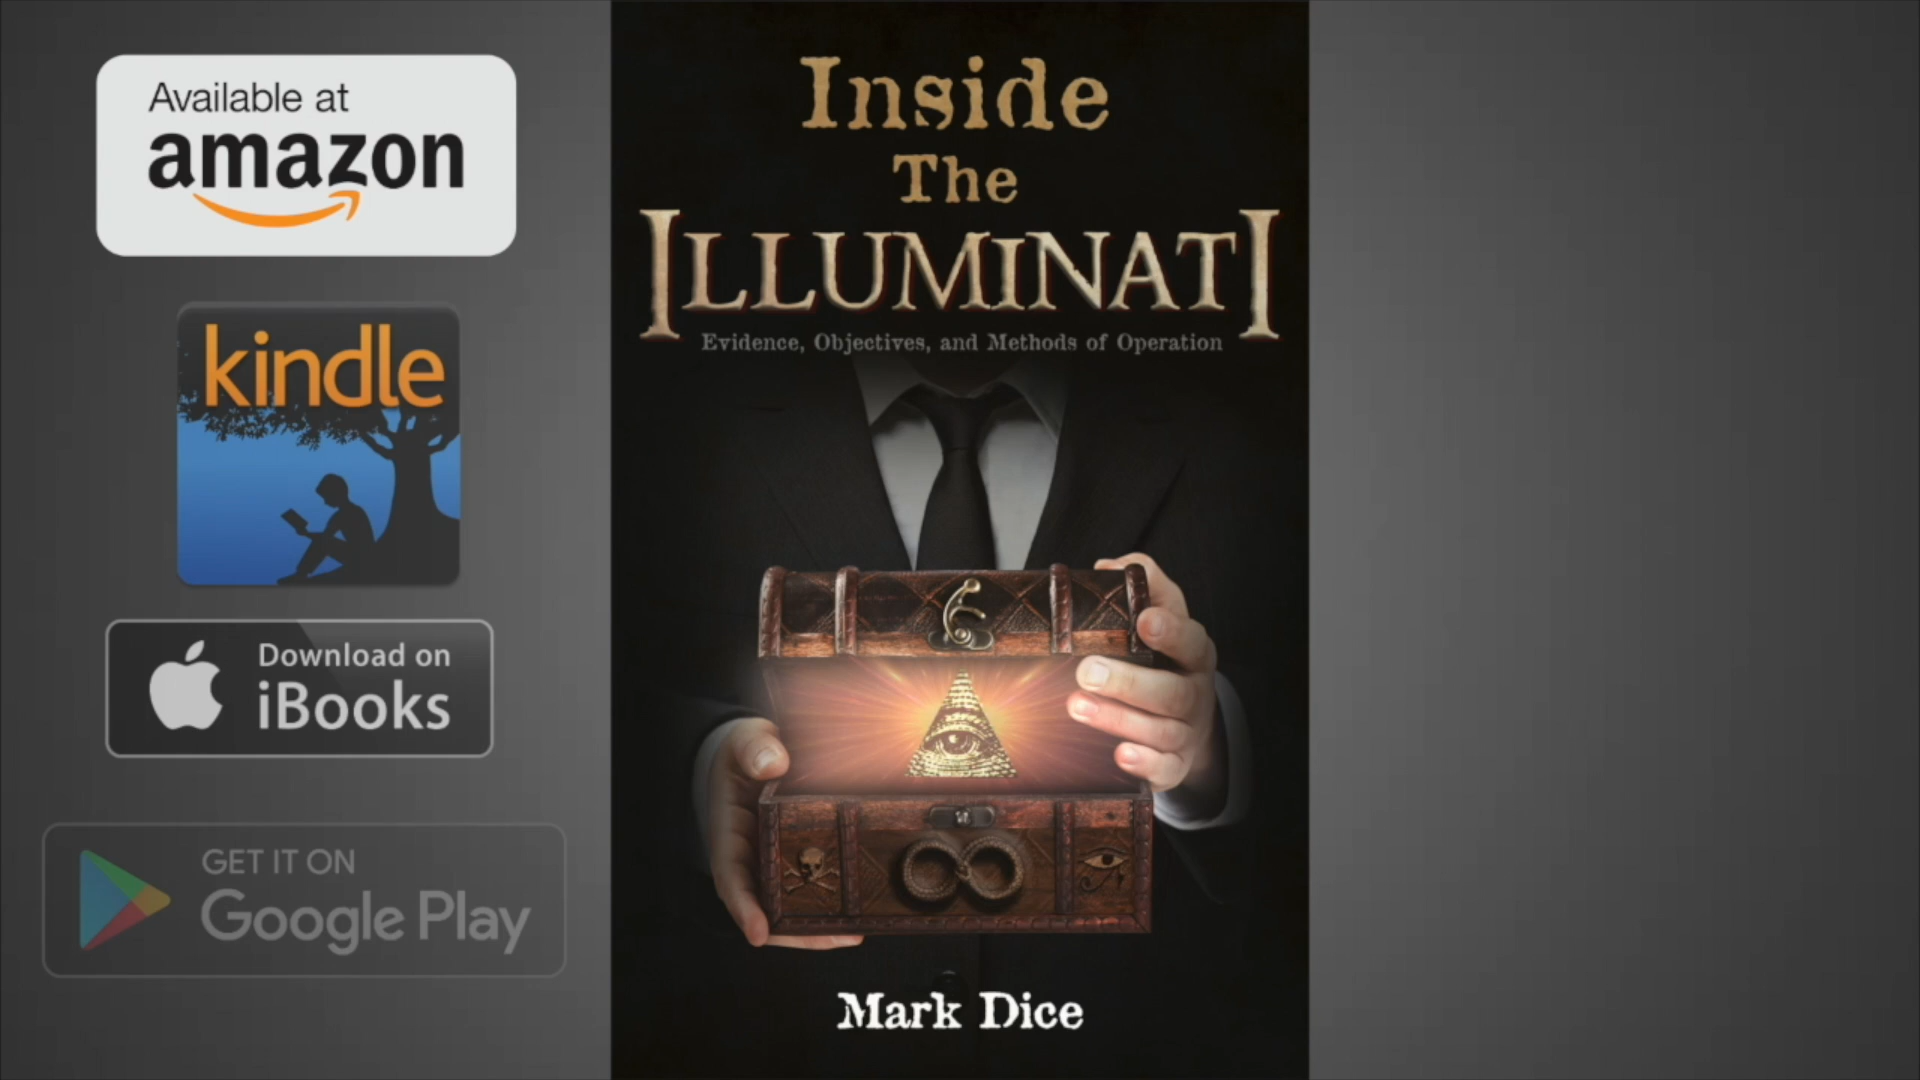 Available at
amazon
kindle
Download on
iBooks
GET IT ON
Google Play
Inside
The
ILLUMINATI
Evidence, Objectives, and Methods of Operation
Mark Dice